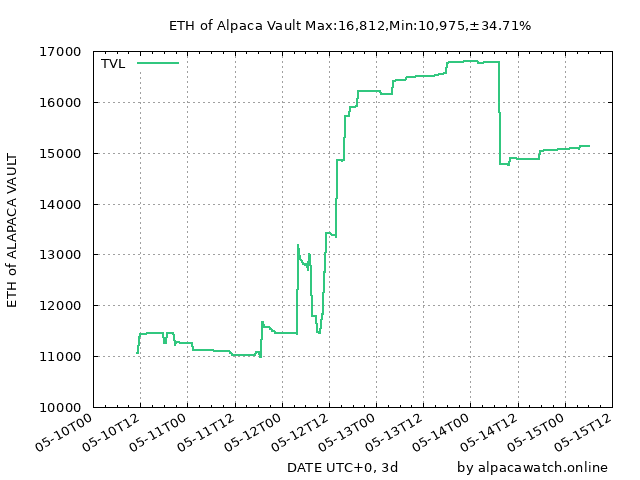 ETH of Alpaca Vault Max:16,812,Min:10,975,±34.71%
17000
TVL
16000
15000
14000
13000
12000
11000
10000
ETH of ALAPACA VAULT
05-10T00
05-10T12
05-11T00
05-11T12
05-12T00
05-12T12
05-13T00
05-13T12
05-14T00
05-14T12
05-15T00
05-15T12
DATE UTC+0, 3d
by alpacawatch.online